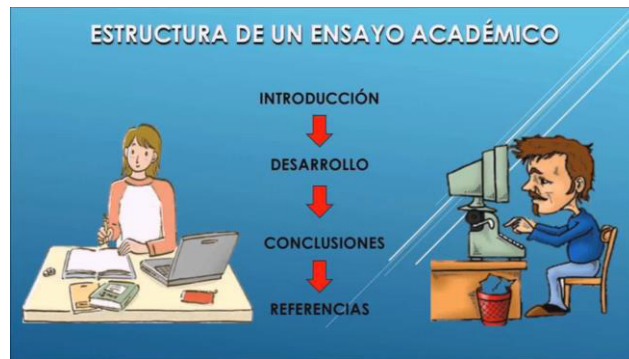 ESTRUCTURA DE UN ENSAYO ACADÉMICO
INTRODUCCIÓN
DESARROLLO
CONCLUSIONES
REFERENCIAS